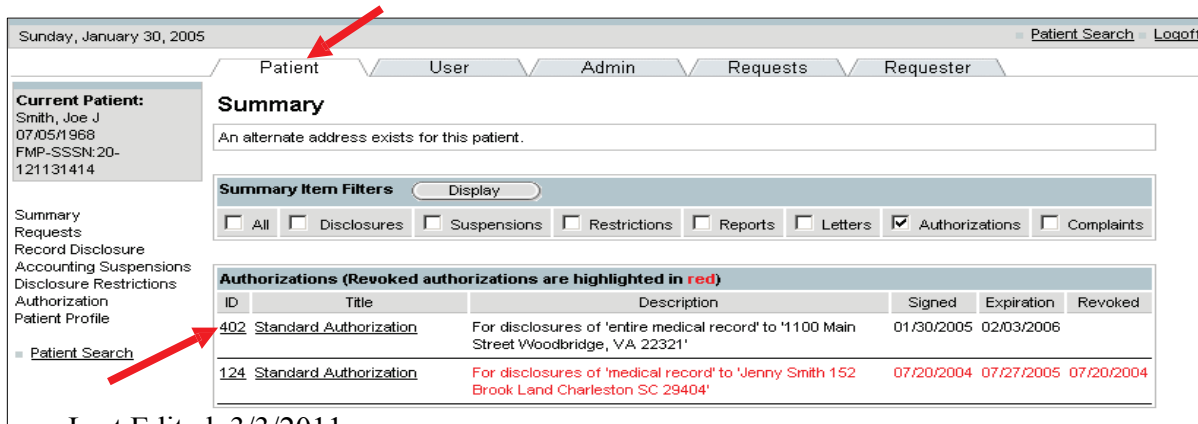 Sunday, January 30, 2005
Patient Search Logoff
Patient User Admin Requests Requester
Current Patient:
Smith, Joe J
07/05/1968
FMP-SSSN:20-
121131414
Summary
Requests
Record Disclosure
Accounting Suspensions
Disclosure Restrictions
Authorization
Patient Profile
Patient Search
Summary
An alternate address exists for this patient.
Summary Item Filters Display
All Disclosures Suspensions Restrictions Reports Letters Authorizations Complaints
Authorizations (Revoked authorizations are highlighted in red)
ID Title Description Signed Expiration Revoked
402 Standard Authorization For disclosures of 'entire medical record' to '1100 Main 01/30/2005 02/03/2006
Street Woodbridge, VA 22321'
124 Standard Authorization For disclosures of 'medical record' to 'Jenny Smith 152 07/20/2004 07/27/2005 07/20/2004
Brook Land Charleston SC 29404'
Last Edited: 3/3/2011